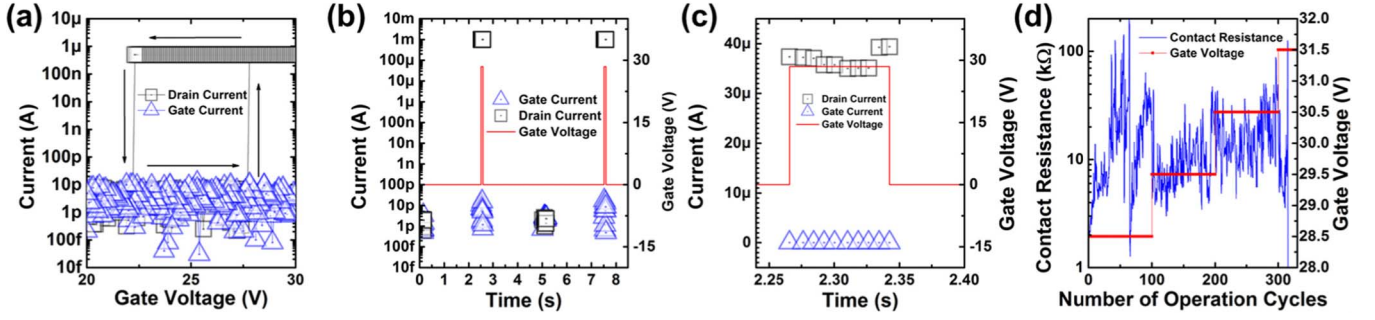 (a)
Current (A)
10μ
1μ
100n
10n
1n
100p
10p
1p
100f
10f
20
25
30
Gate Voltage (V)
Drain Current
Gate Current
(b)
Current (A)
10m
1m
100μ
10μ
1μ
100n
10n
1n
100p
10p
1p
100f
10f
0
1
2
3
4
5
6
7
8
Time (s)
30
15
0
-15
Gate Voltage (V)
Gate Current
Drain Current
Gate Voltage
(c)
Current (A)
40μ
30μ
20μ
10μ
0
2.25
2.30
2.35
2.40
Time (s)
30
15
0
-15
Gate Voltage (V)
Drain Current
Gate Current
Gate Voltage
(d)
Contact Resistance (kΩ)
100
10
1
0
100
200
300
Number of Operation Cycles
32.0
31.5
31.0
30.5
30.0
29.5
29.0
28.5
28.0
Gate Voltage (V)
Contact Resistance
Gate Voltage